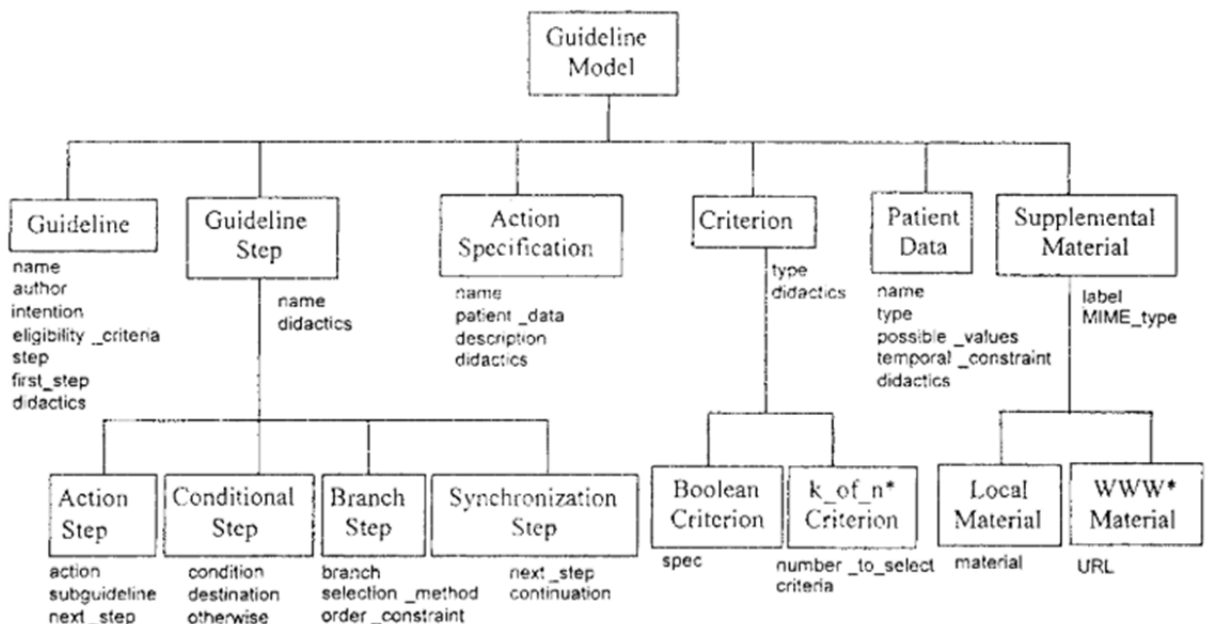 Guideline
Model
Guideline
name
author
intention
eligibility _criteria
step
first_step
didactics
Guideline
Step
name
didactics
Action
Specification
name
patient _data
description
didactics
Criterion
type
didactics
Patient
Data
name
type
possible _values
temporal _constraint
didactics
Supplemental
Material
label
MIME_type
Action
Step
action
subguideline
next_step
Conditional
Step
condition
destination
otherwise
Branch
Step
branch
selection _method
order _constraint
Synchronization
Step
next _step
continuation
Boolean
Criterion
spec
k_of_n*
Criterion
number _to_select
criteria
Local
Material
material
WWW*
Material
URL